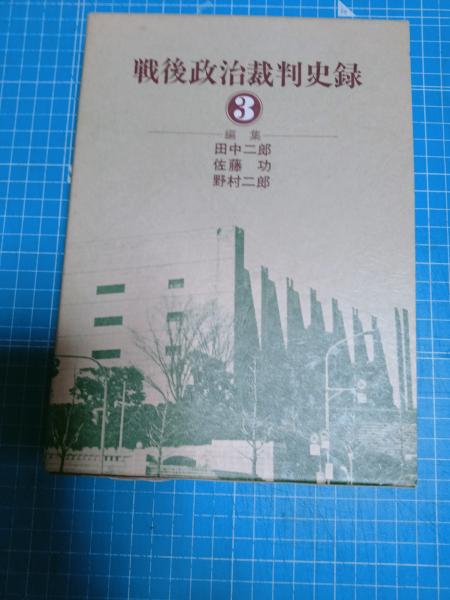 戦後政治裁判史録
3
編集
田中二郎
佐藤 功
野村二郎